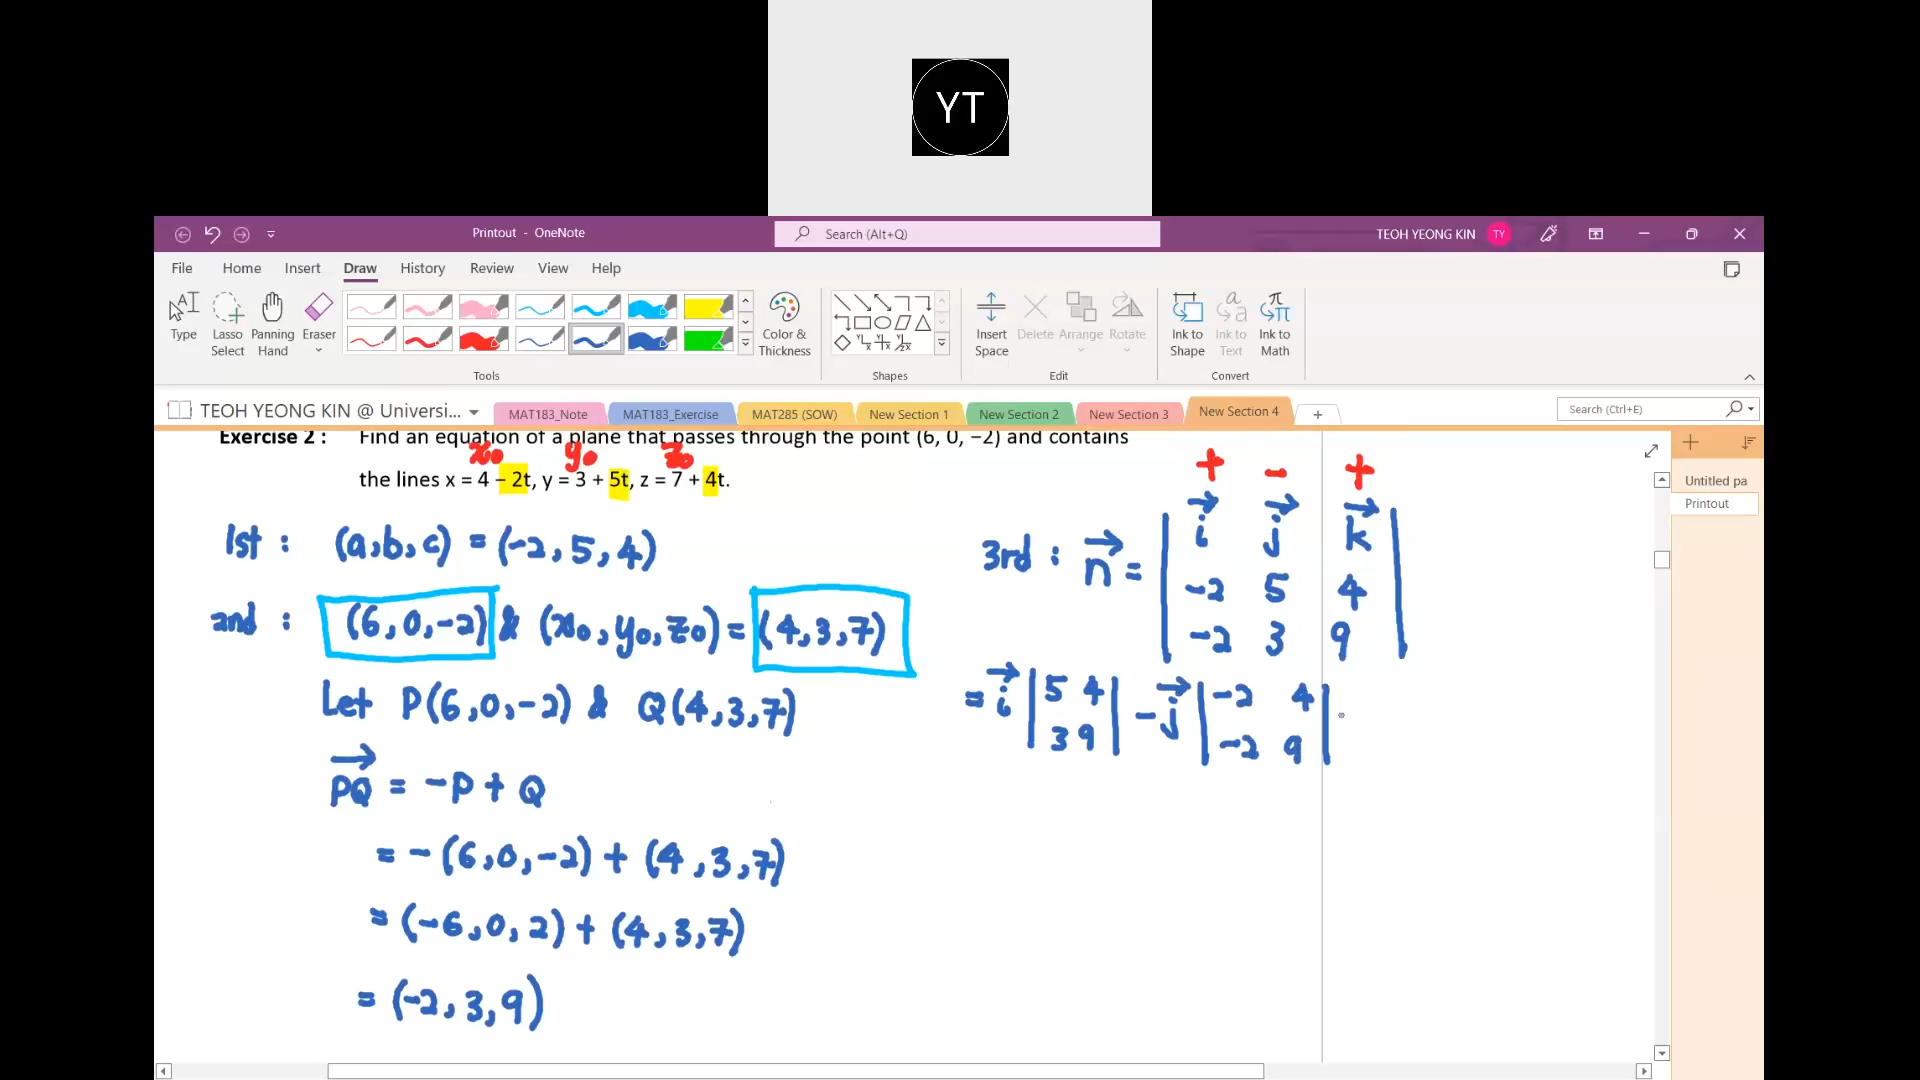 YT
Printout - OneNote
Search (Alt+Q)
TEOH YEONG KIN
TY
File Home Insert Draw History Review View Help
Type
Lasso Select
Panning Hand
Eraser
Color & Thickness
Insert Space
Delete
Arrange
Rotate
Ink to Shape
Ink to Text
Ink to Math
Tools
Shapes
Edit
Convert
TEOH YEONG KIN @ Universi...
MAT183_Note
MAT183_Exercise
MAT285 (SOW)
New Section 1
New Section 2
New Section 3
New Section 4
+
Search (Ctrl+E)
Untitled pa
Printout
Exercise 2 : Find an equation of a plane that passes through the point (6, 0, −2) and contains
x₀ y₀ z₀
the lines x = 4 − 2t, y = 3 + 5t, z = 7 + 4t.
1st : (a,b,c) = (-2,5,4)
2nd : (6,0,-2) & (x₀,y₀,z₀) = (4,3,7)
Let P(6,0,-2) & Q(4,3,7)
→
PQ = -P + Q
= -(6,0,-2) + (4,3,7)
= (-6,0,2) + (4,3,7)
= (-2,3,9)
+ - +
3rd : n⃗ = | i⃗ j⃗ k⃗ |
| -2 5 4 |
| -2 3 9 |
= i⃗ | 5 4 | - j⃗ | -2 4 |
| 3 9 | | -2 9 |